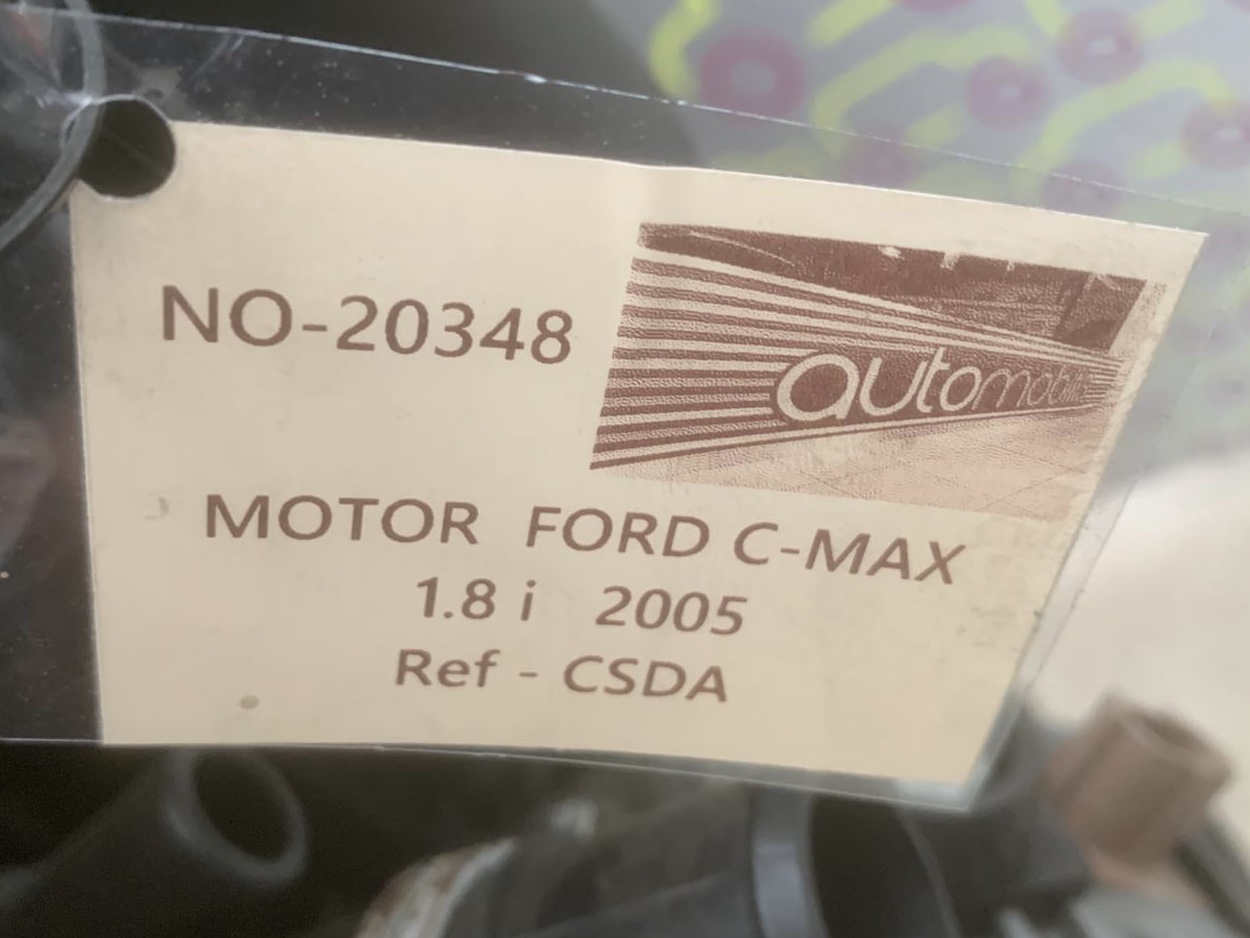 NO-20348
automobile
MOTOR FORD C-MAX
1.8 i 2005
Ref - CSDA